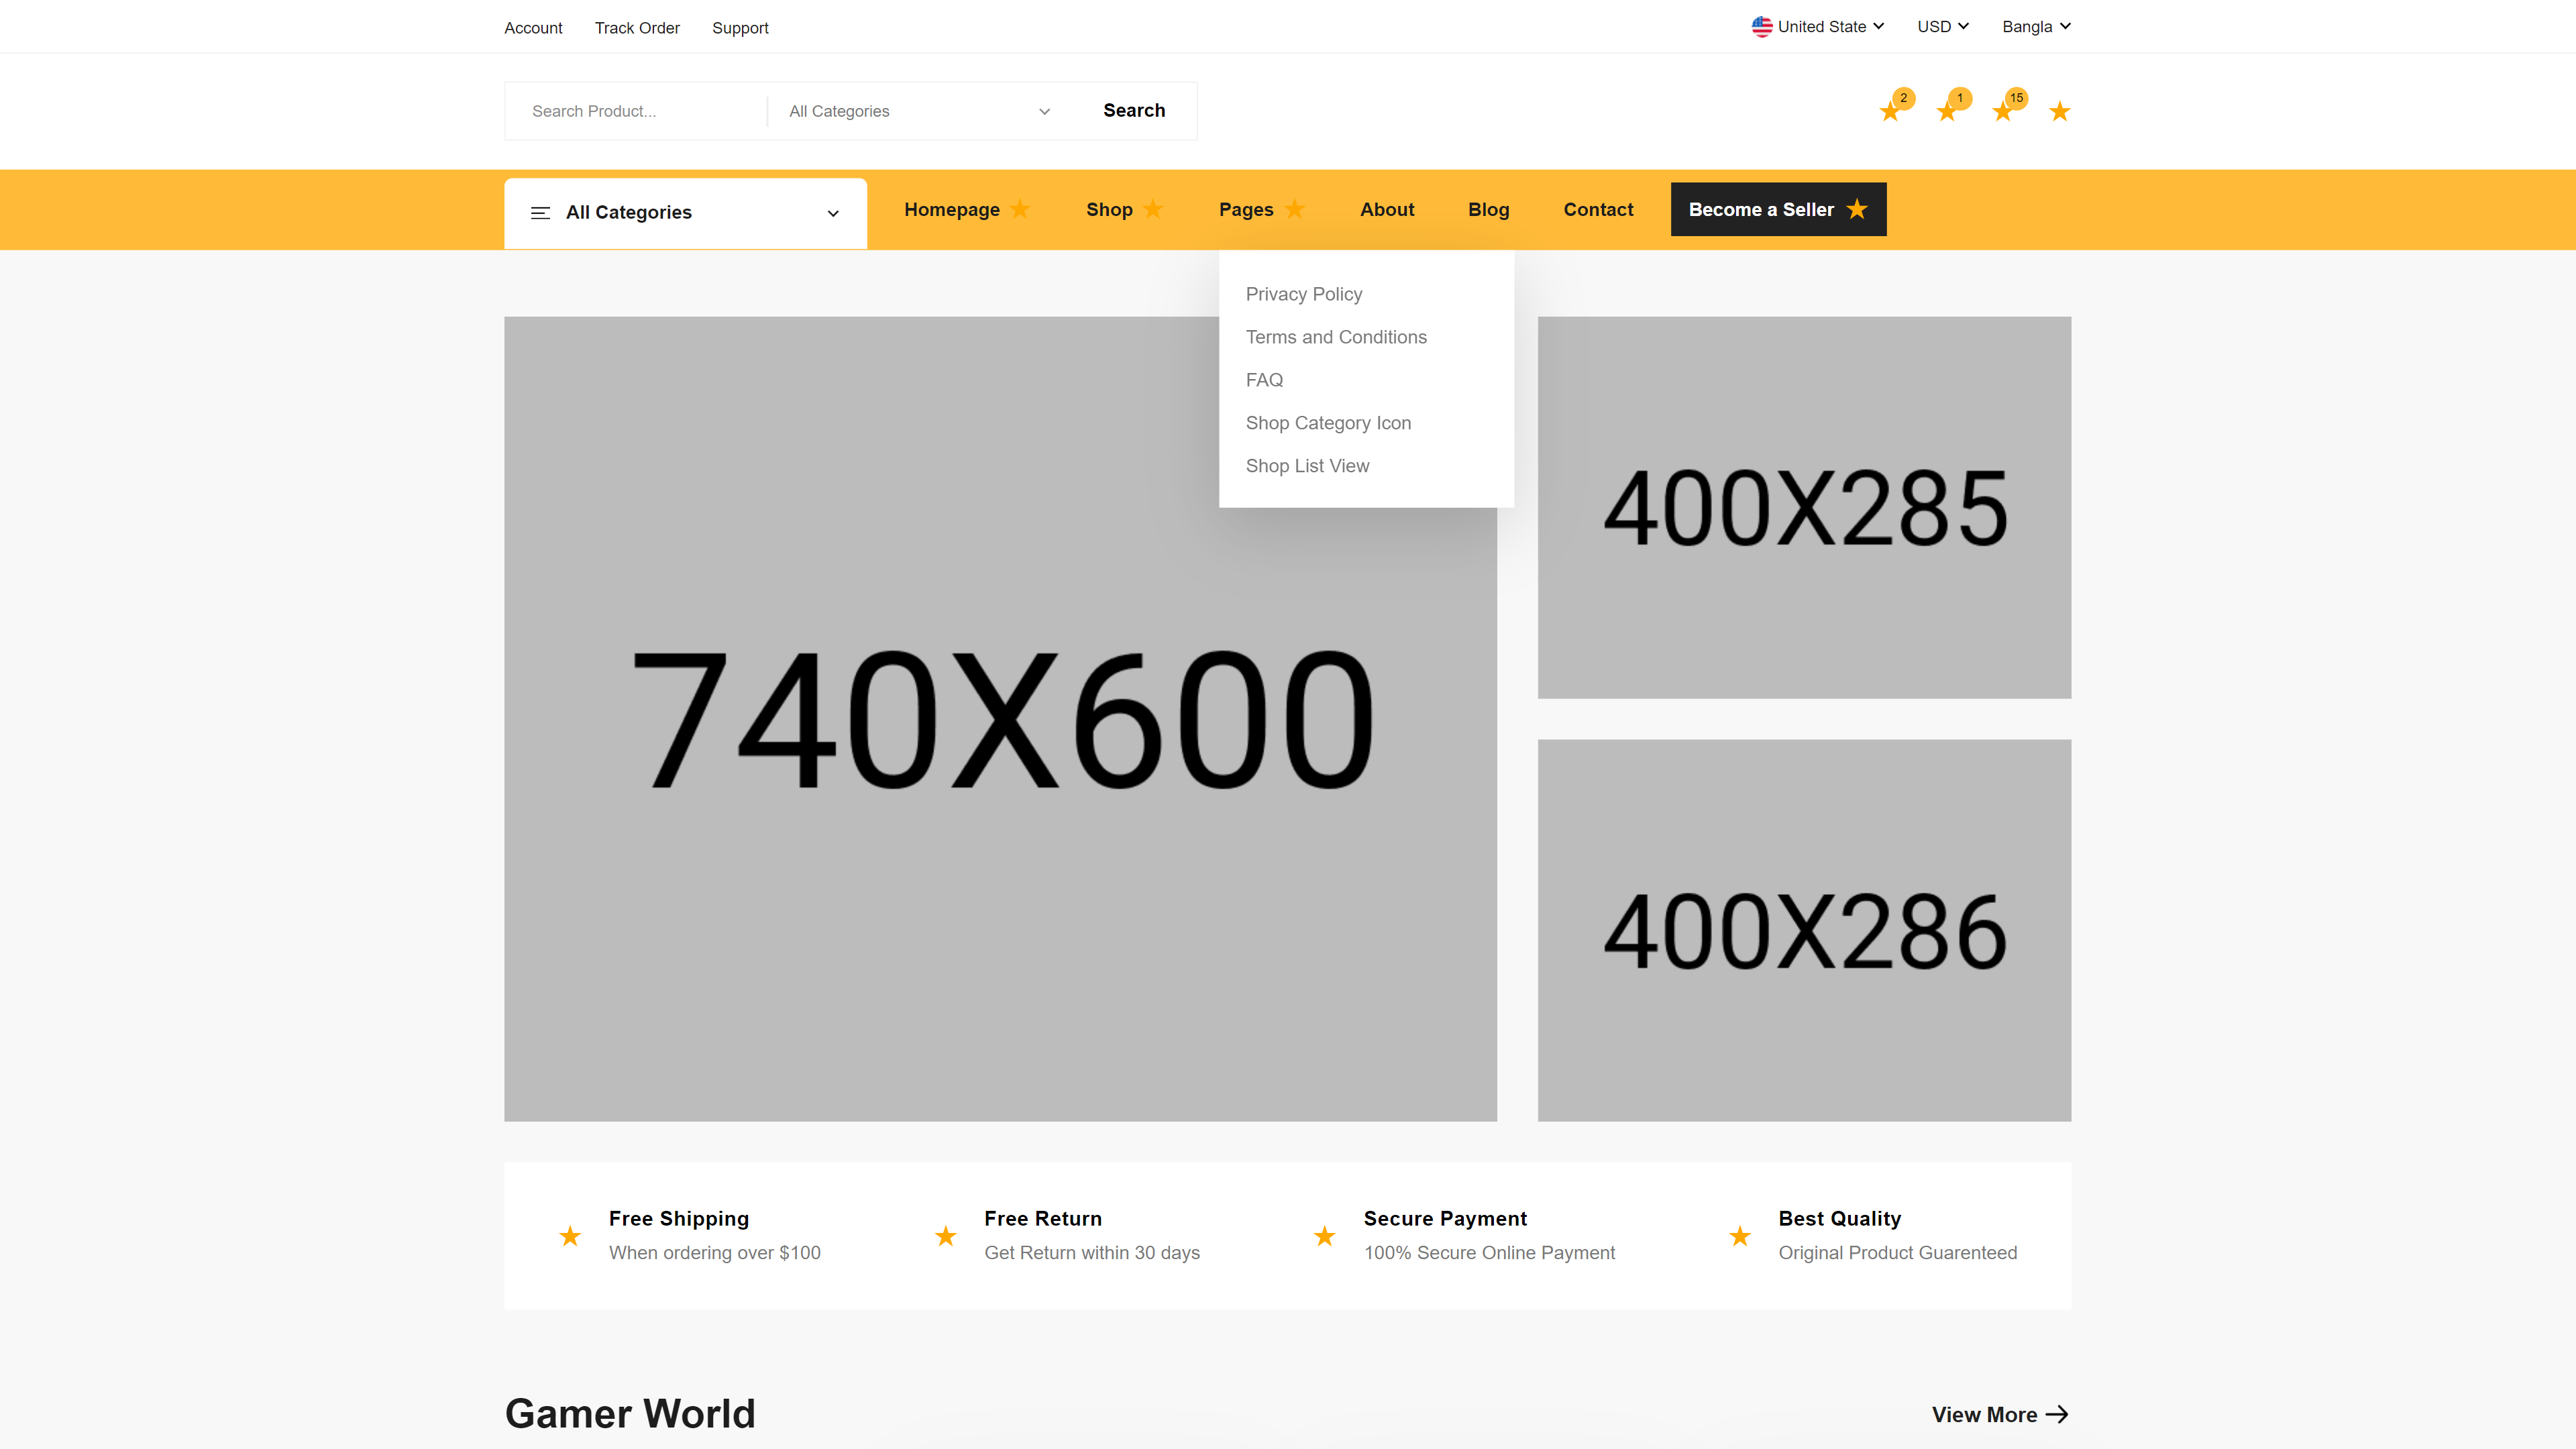 Account Track Order Support United State USD Bangla
2 1 15
Search Product... All Categories Search
All Categories Homepage Shop Pages About Blog Contact Become a Seller
Privacy Policy
Terms and Conditions
FAQ
Shop Category Icon
Shop List View
400X285
740X600
400X286
Free Shipping Free Return Secure Payment Best Quality
When ordering over $100 Get Return within 30 days 100% Secure Online Payment Original Product Guarenteed
Gamer World View More